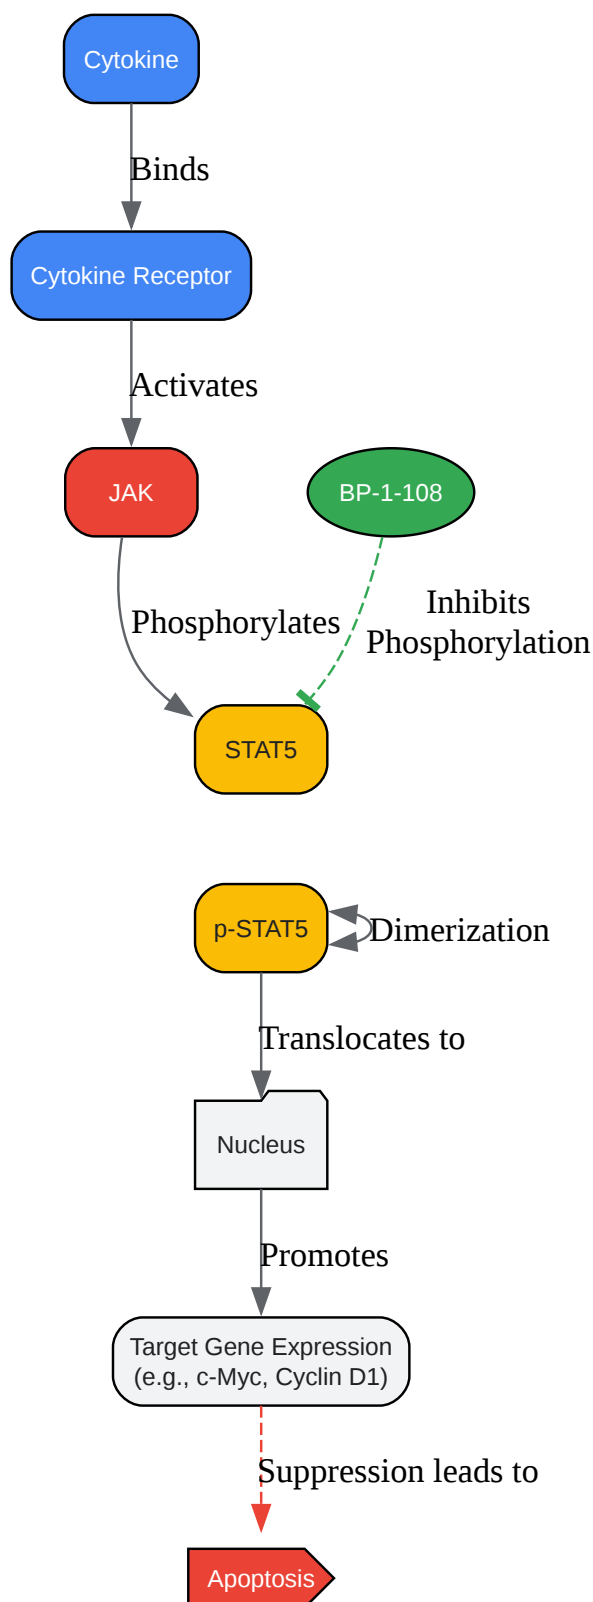 Cytokine
Binds
Cytokine Receptor
Activates
JAK
BP-1-108
Phosphorylates
Inhibits
Phosphorylation
STAT5
p-STAT5
Dimerization
Translocates to
Nucleus
Promotes
Target Gene Expression
(e.g., c-Myc, Cyclin D1)
Suppression leads to
Apoptosis